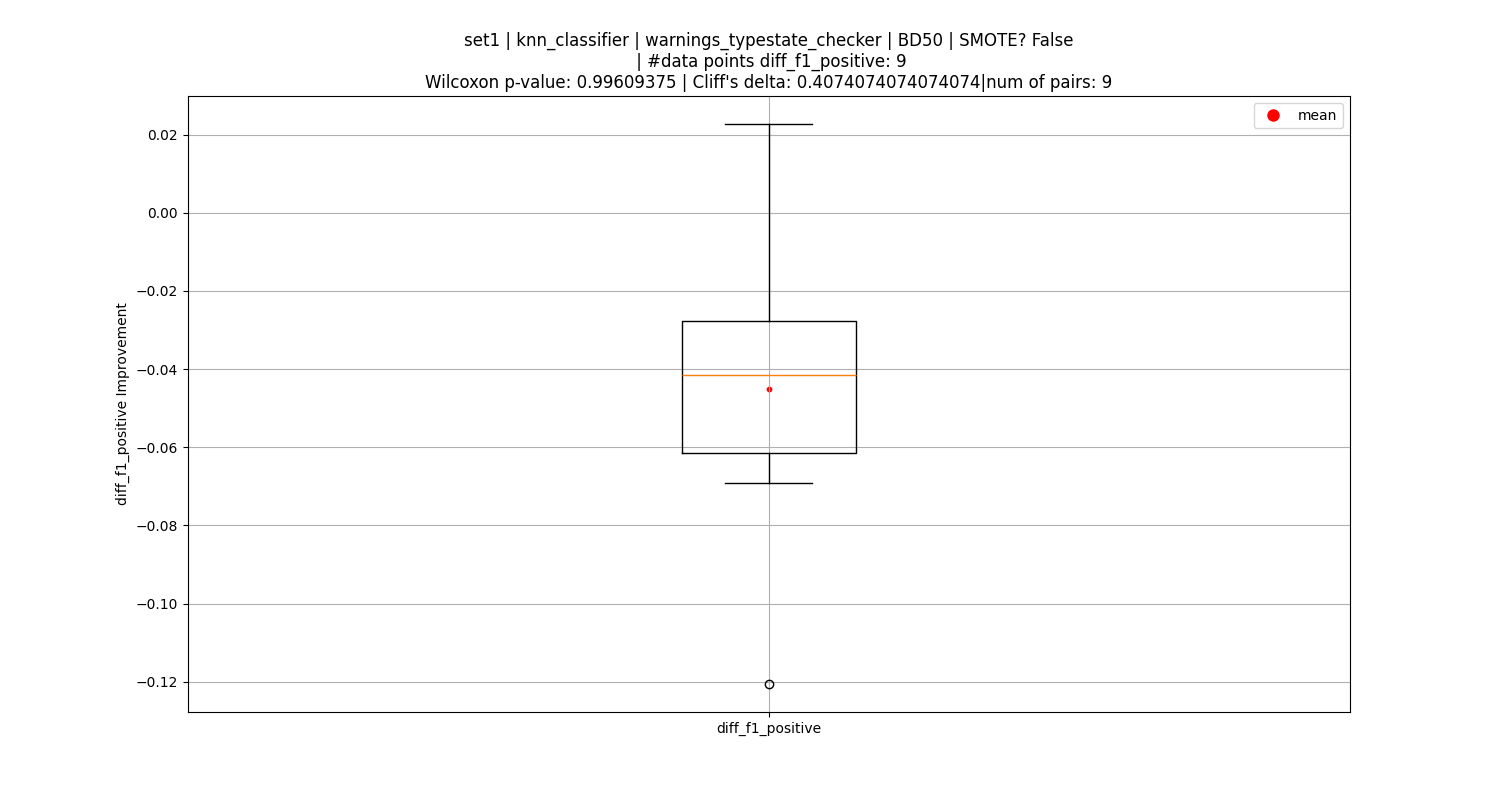 set1 | knn_classifier | warnings_typestate_checker | BD50 | SMOTE? False
| #data points diff_f1_positive: 9
Wilcoxon p-value: 0.99609375 | Cliff's delta: 0.4074074074074074|num of pairs: 9
mean
0.02
0.00
−0.02
−0.04
−0.06
−0.08
−0.10
−0.12
diff_f1_positive Improvement
diff_f1_positive